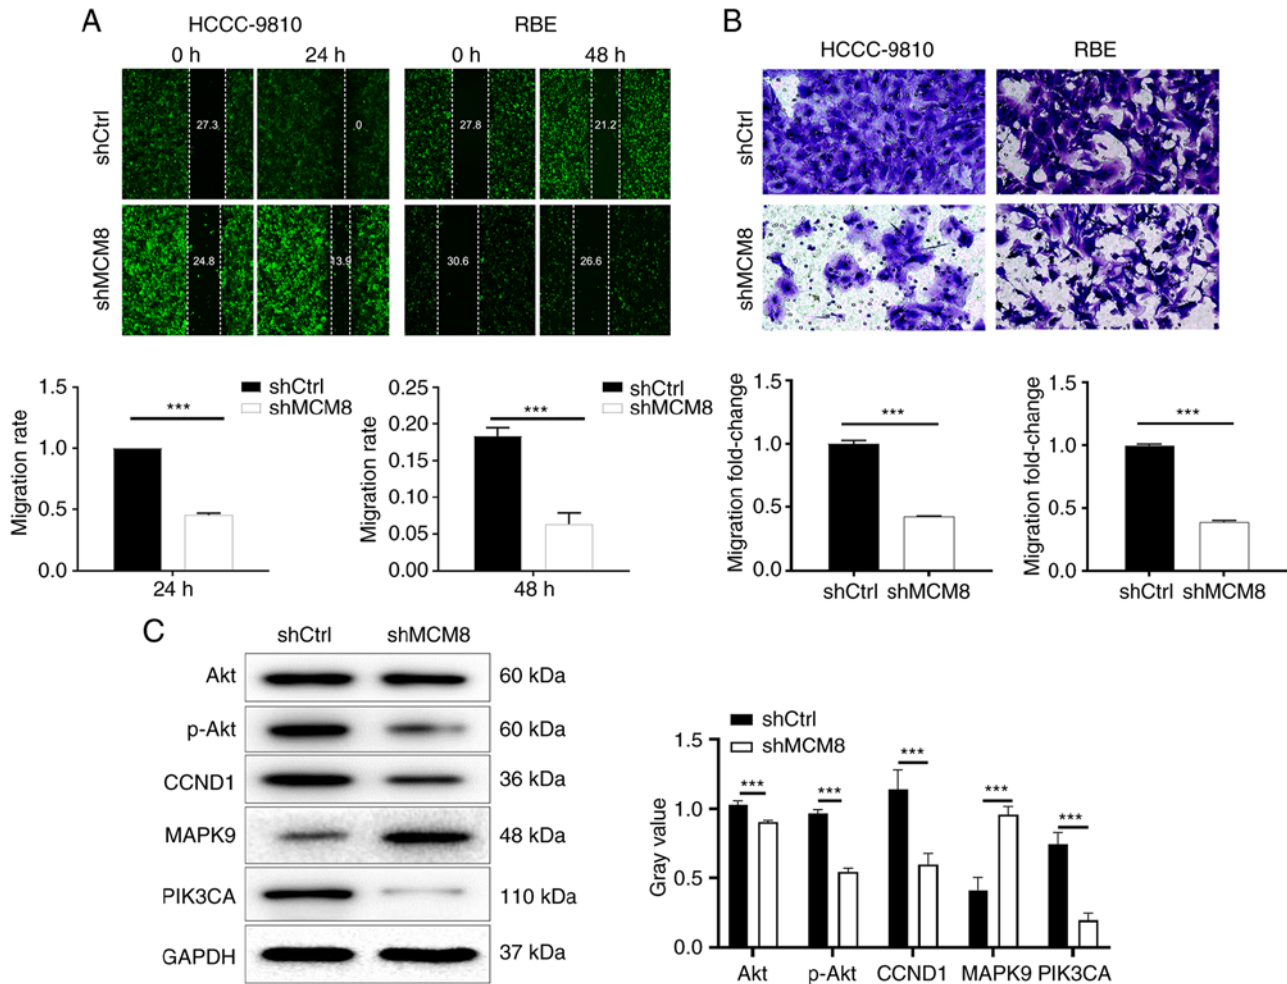 A
HCCC-9810
RBE
0 h
24 h
0 h
48 h
shCtrl
27.3
0
27.8
21.2
shMCM8
24.8
13.9
30.6
26.6
1.5
1.0
0.5
0.0
Migration rate
***
shCtrl
shMCM8
24 h
0.25
0.20
0.15
0.10
0.05
0.00
Migration rate
***
shCtrl
shMCM8
48 h
B
HCCC-9810
RBE
shCtrl
shMCM8
1.5
1.0
0.5
0.0
Migration fold-change
***
shCtrl shMCM8
1.5
1.0
0.5
0.0
Migration fold-change
***
shCtrl shMCM8
C
shCtrl
shMCM8
Akt
60 kDa
p-Akt
60 kDa
CCND1
36 kDa
MAPK9
48 kDa
PIK3CA
110 kDa
GAPDH
37 kDa
shCtrl
shMCM8
1.5
1.0
0.5
0.0
Gray value
***
***
***
***
***
Akt
p-Akt
CCND1
MAPK9
PIK3CA